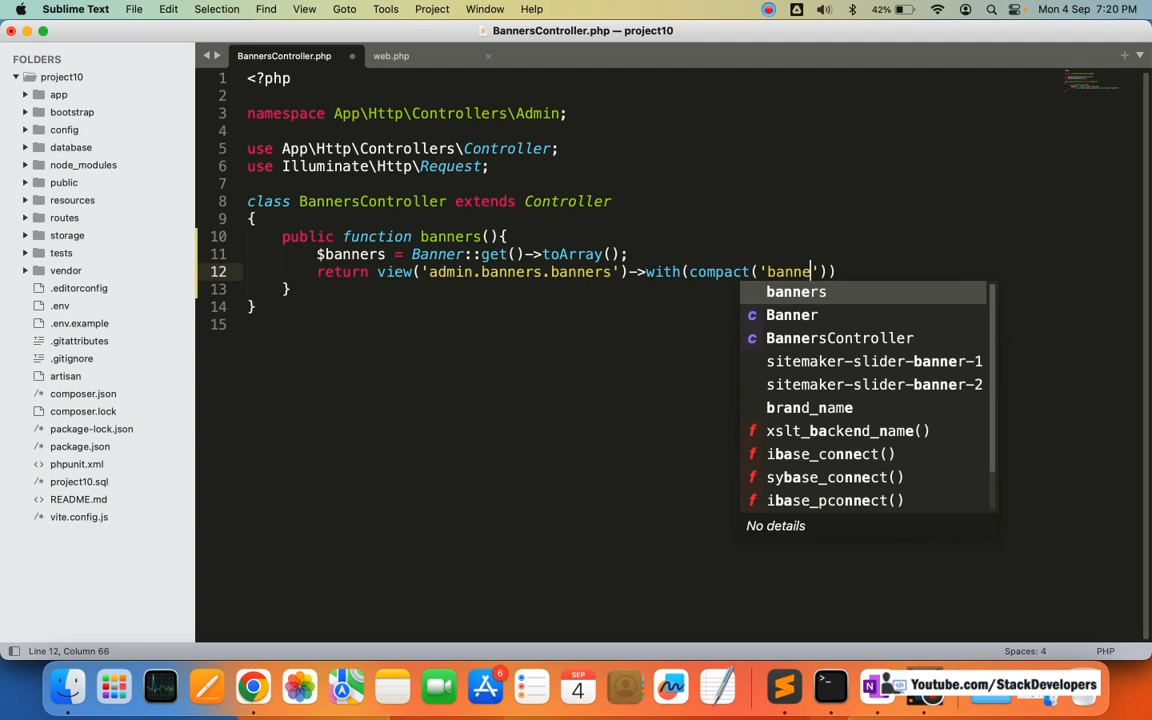 Sublime Text File Edit Selection Find View Goto Tools Project Window Help 42% Mon 4 Sep 7:20 PM
BannersController.php — project10
FOLDERS
project10
app
bootstrap
config
database
node_modules
public
resources
routes
storage
tests
vendor
.editorconfig
.env
.env.example
.gitattributes
.gitignore
artisan
composer.json
composer.lock
package-lock.json
package.json
phpunit.xml
project10.sql
README.md
vite.config.js
BannersController.php web.php
1 <?php
2
3 namespace App\Http\Controllers\Admin;
4
5 use App\Http\Controllers\Controller;
6 use Illuminate\Http\Request;
7
8 class BannersController extends Controller
9 {
10 public function banners(){
11 $banners = Banner::get()->toArray();
12 return view('admin.banners.banners')->with(compact('banne'))
13 }
14 }
15
banners
c Banner
c BannersController
sitemaker-slider-banner-1
sitemaker-slider-banner-2
brand_name
f xslt_backend_name()
f ibase_connect()
f sybase_connect()
f ibase_pconnect()
No details
Line 12, Column 66 Spaces: 4 PHP
6
SEP
4
Youtube.com/StackDevelopers